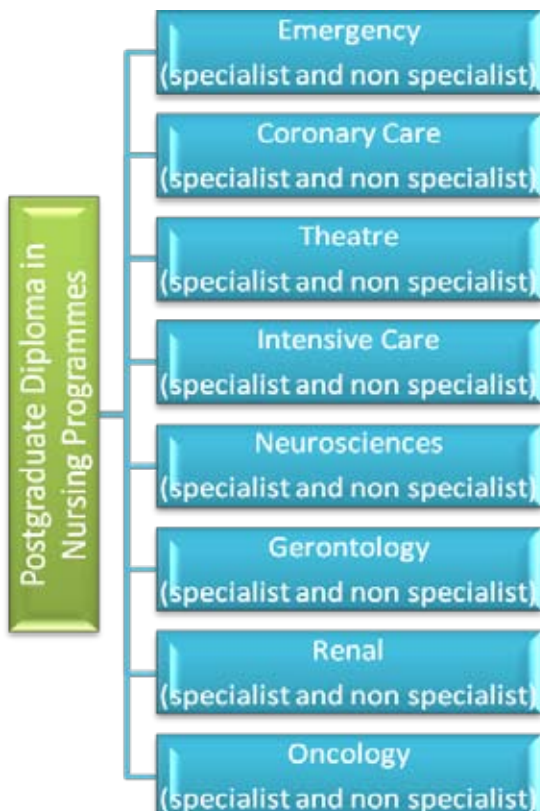 Postgraduate Diploma in
Nursing Programmes
Emergency
(specialist and non specialist)
Coronary Care
(specialist and non specialist)
Theatre
(specialist and non specialist)
Intensive Care
(specialist and non specialist)
Neurosciences
(specialist and non specialist)
Gerontology
(specialist and non specialist)
Renal
(specialist and non specialist)
Oncology
(specialist and non specialist)